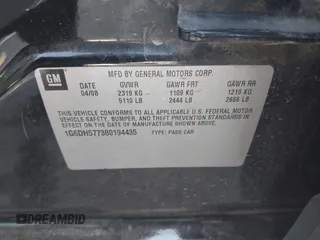 GM
MFD BY GENERAL MOTORS CORP.
DATE GVWR GAWR FRT GAWR RR
04/08 2319 KG 1109 KG 1210 KG
5110 LB 2444 LB 2666 LB
THIS VEHICLE CONFORMS TO ALL APPLICABLE U.S. FEDERAL MOTOR
VEHICLE SAFETY, BUMPER, AND THEFT PREVENTION STANDARDS
IN EFFECT ON THE DATE OF MANUFACTURE SHOWN ABOVE.
1G6DH577380194435 TYPE: PASS CAR
DREAMBID